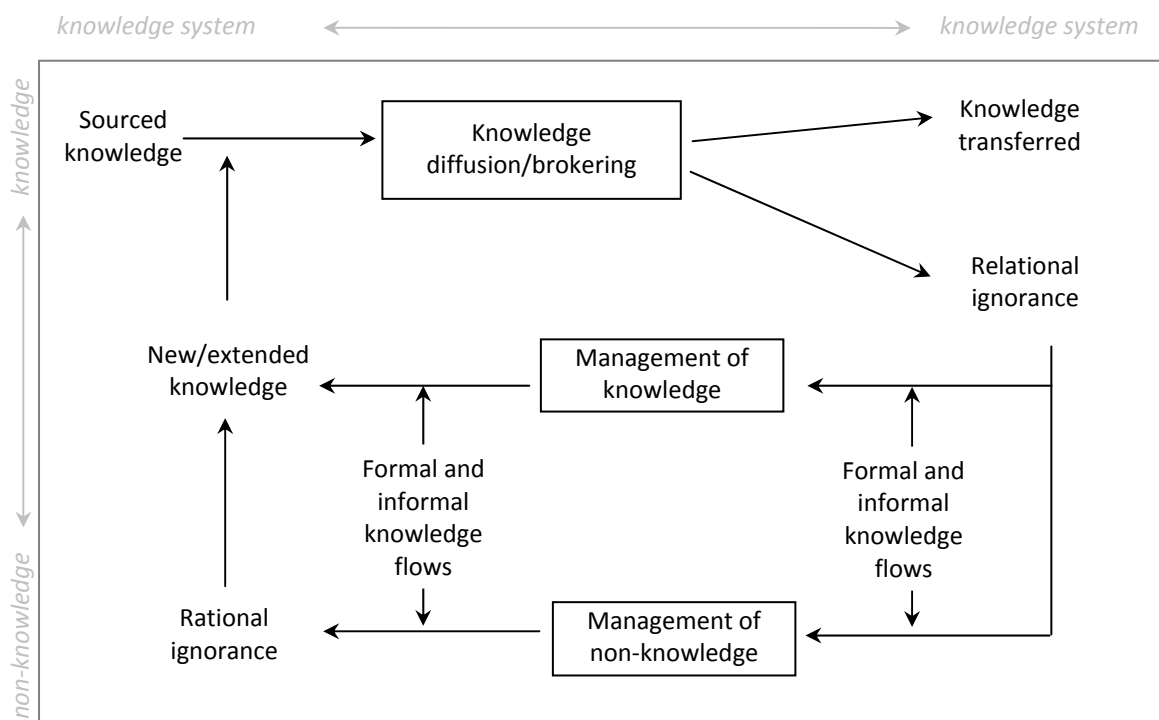 knowledge system
knowledge system
knowledge
non-knowledge
Sourced
knowledge
Knowledge
diffusion/brokering
Knowledge
transferred
Relational
ignorance
New/extended
knowledge
Management of
knowledge
Formal and
informal
knowledge
flows
Formal and
informal
knowledge
flows
Rational
ignorance
Management of
non-knowledge